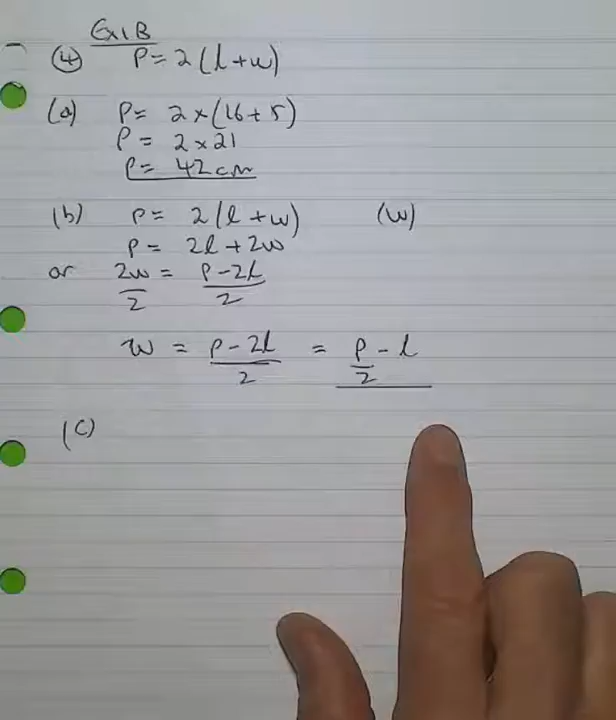 Ex1B
(4) P = 2(l+w)
(a) P = 2×(16+5)
P = 2×21
P = 42cm
(b) P = 2(l+w) (w)
P = 2l+2w
or 2w/2 = P-2l/2
w = P-2l/2 = P/2 - l
(c)